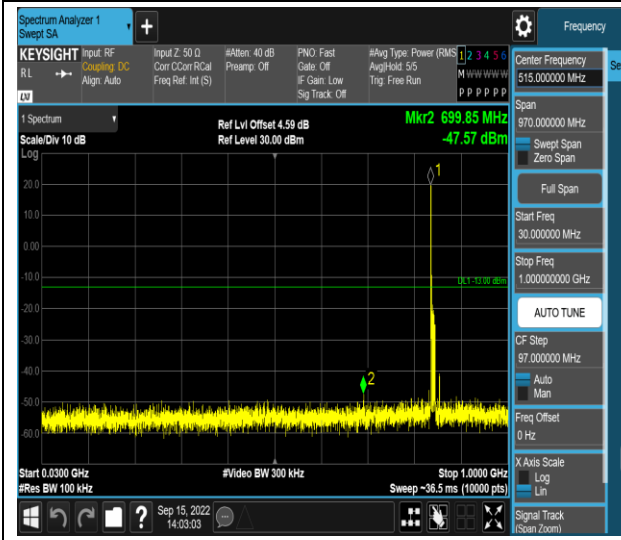 Spectrum Analyzer 1
Swept SA
Frequency
KEYSIGHT
RL
LXI
Input: RF
Coupling: DC
Align: Auto
Input Z: 50 Ω
Corr CCorr RCal
Freq Ref: Int (S)
#Atten: 40 dB
Preamp: Off
PNO: Fast
Gate: Off
IF Gain: Low
Sig Track: Off
#Avg Type: Power (RMS
Avg|Hold: 5/5
Trig: Free Run
1 2 3 4 5 6
M W W W W W
P P P P P P
1 Spectrum
Scale/Div 10 dB
Ref Lvl Offset 4.59 dB
Ref Level 30.00 dBm
Mkr2 699.85 MHz
-47.57 dBm
Log
1
20.0
10.0
0.00
-10.0
DL1 -13.00 dBm
-20.0
-30.0
-40.0
2
-50.0
-60.0
Start 0.0300 GHz
#Video BW 300 kHz
Stop 1.0000 GHz
#Res BW 100 kHz
Sweep ~36.5 ms (10000 pts)
?
Sep 15, 2022
14:03:03
Center Frequency
515.000000 MHz
Se
Span
970.000000 MHz
Swept Span
Zero Span
Full Span
Start Freq
30.000000 MHz
Stop Freq
1.000000000 GHz
AUTO TUNE
CF Step
97.000000 MHz
Auto
Man
Freq Offset
0 Hz
X Axis Scale
Log
Lin
Signal Track
(Span Zoom)